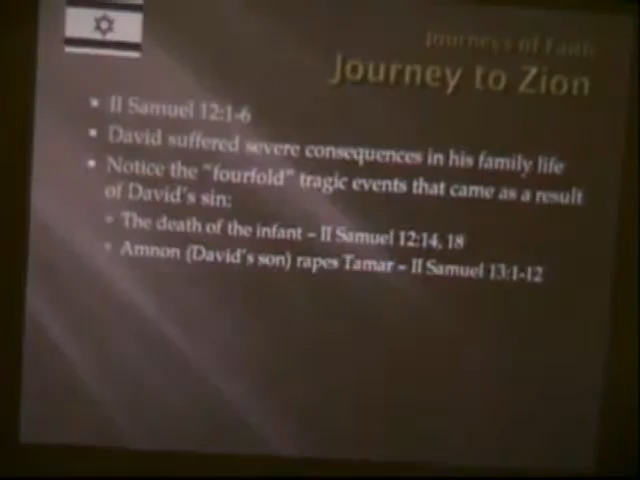 Journeys of Faith
Journey to Zion
II Samuel 12:1-6
David suffered severe consequences in his family life
Notice the "fourfold" tragic events that came as a result
of David's sin:
The death of the infant – II Samuel 12:14, 18
Amnon (David's son) rapes Tamar – II Samuel 13:1-12